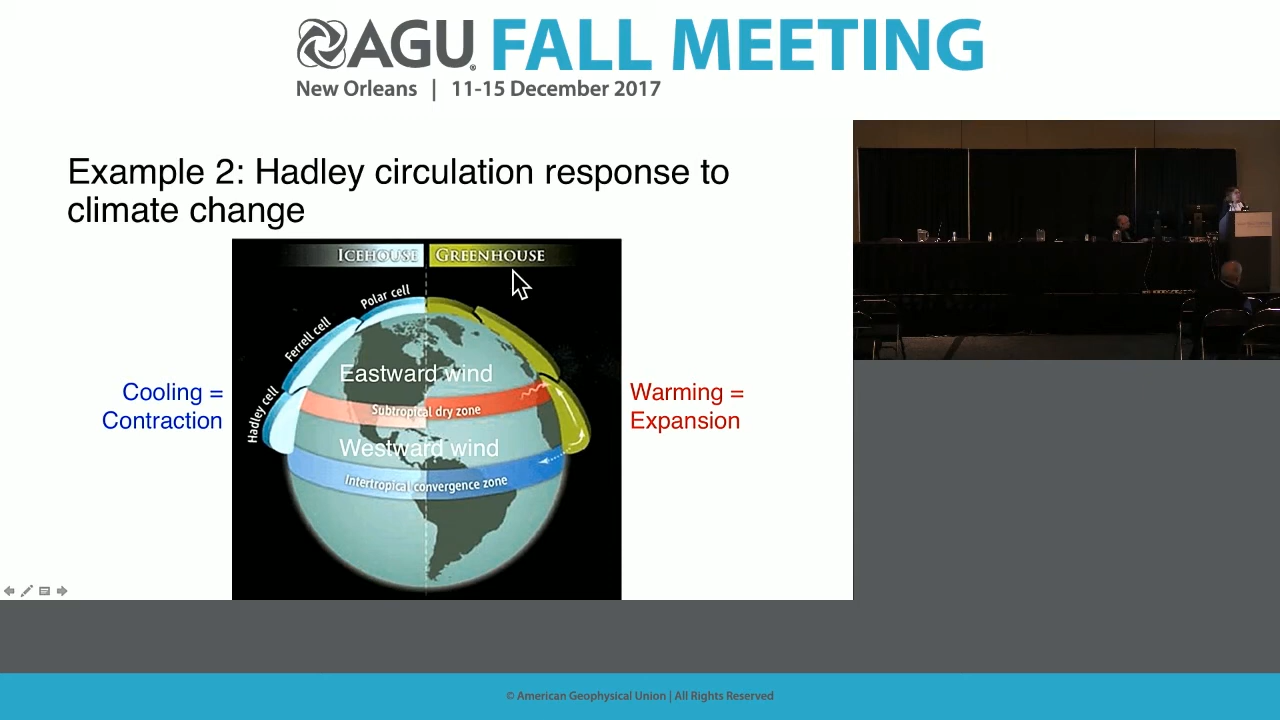 AGU FALL MEETING
New Orleans | 11-15 December 2017
Example 2: Hadley circulation response to
climate change
ICEHOUSE GREENHOUSE
Polar cell
Ferrell cell
Hadley cell
Eastward wind
Subtropical dry zone
Westward wind
Intertropical convergence zone
Cooling =
Contraction
Warming =
Expansion
© American Geophysical Union | All Rights Reserved